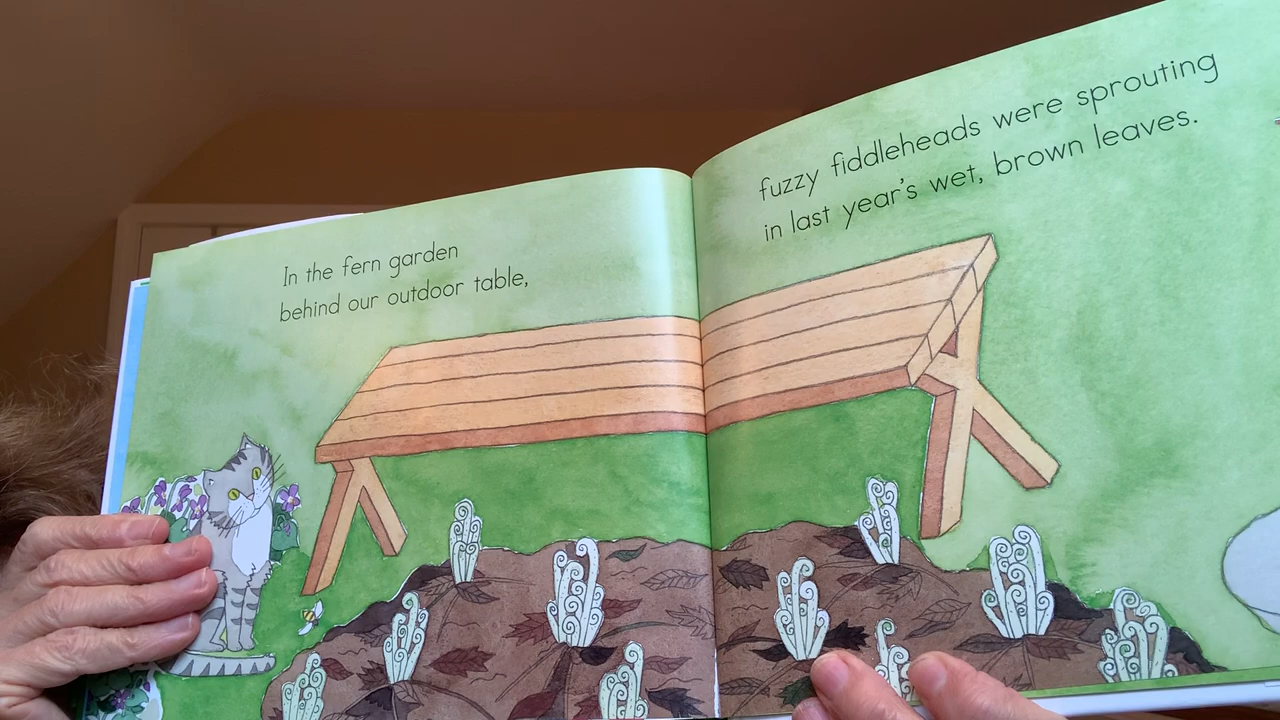 In the fern garden
behind our outdoor table,
fuzzy fiddleheads were sprouting
in last year's wet, brown leaves.